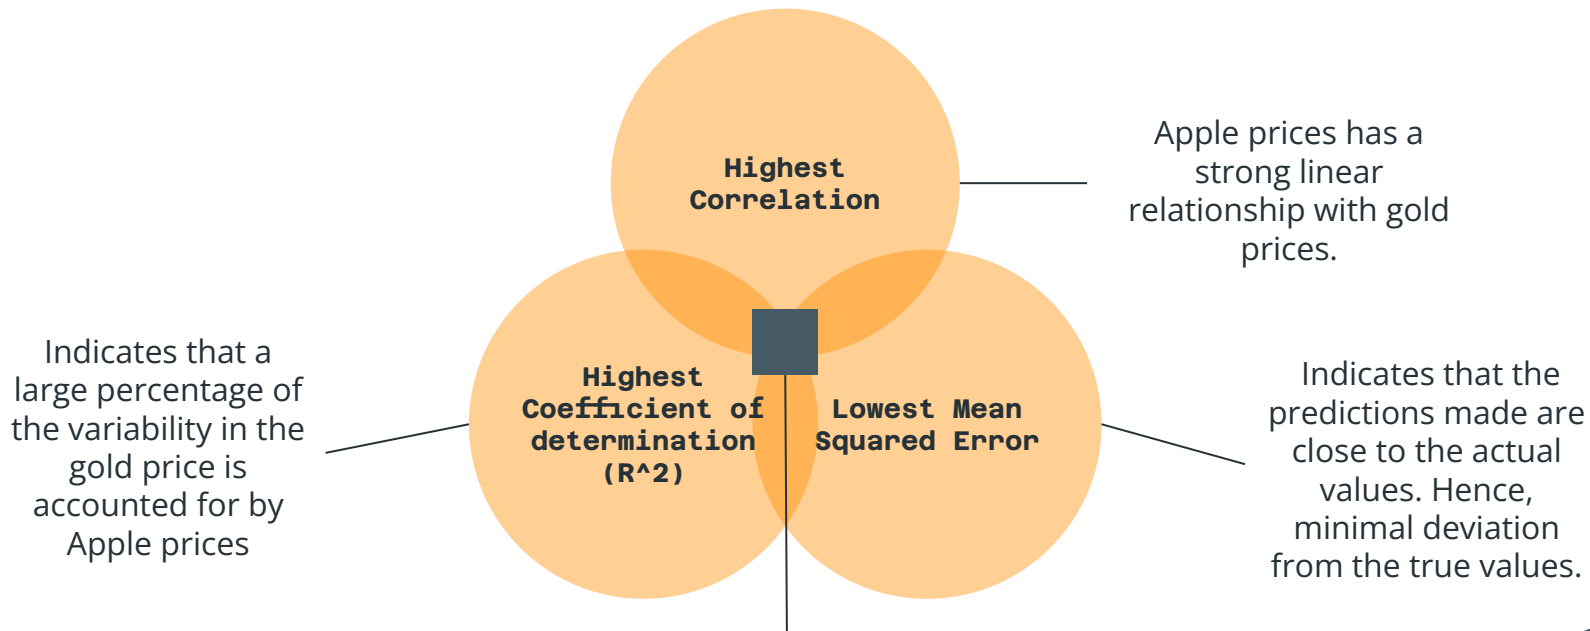 Highest
Correlation
Apple prices has a
strong linear
relationship with gold
prices.
Indicates that a
large percentage of
the variability in the
gold price is
accounted for by
Apple prices
Highest
Coefficient of
determination
(R^2)
Lowest Mean
Squared Error
Indicates that the
predictions made are
close to the actual
values. Hence,
minimal deviation
from the true values.